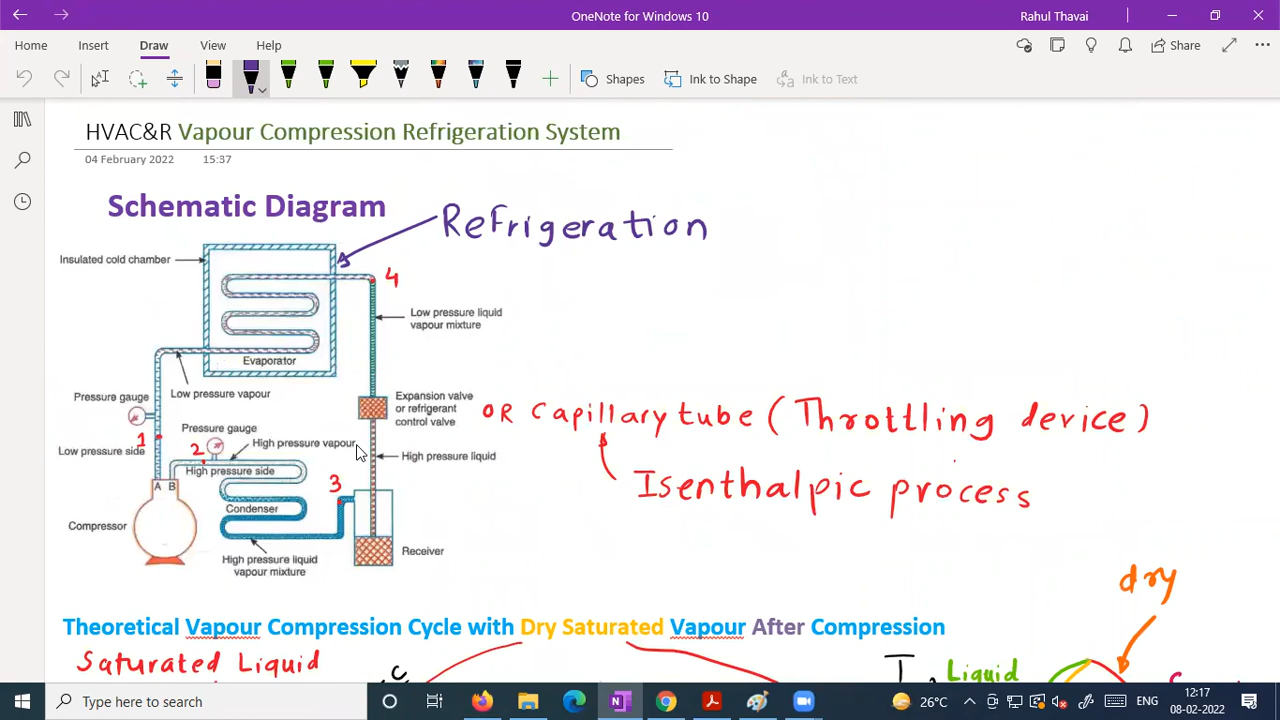 OneNote for Windows 10
Rahul Thavai
Home Insert Draw View Help
Share
Shapes
Ink to Shape
Ink to Text
HVAC&R Vapour Compression Refrigeration System
04 February 2022 15:37
Schematic Diagram
Refrigeration
Insulated cold chamber
4
Low pressure liquid
vapour mixture
Evaporator
Low pressure vapour
Pressure gauge
Expansion valve
or refrigerant
control valve
OR Capillary tube (Throttling device)
Pressure gauge
1
2
High pressure vapour
Low pressure side
High pressure side
High pressure liquid
Isenthalpic process
3
A B
Condenser
Compressor
Receiver
High pressure liquid
vapour mixture
dry
Theoretical Vapour Compression Cycle with Dry Saturated Vapour After Compression
Saturated Liquid
T
Liquid
Type here to search
26°C
ENG
12:17
08-02-2022